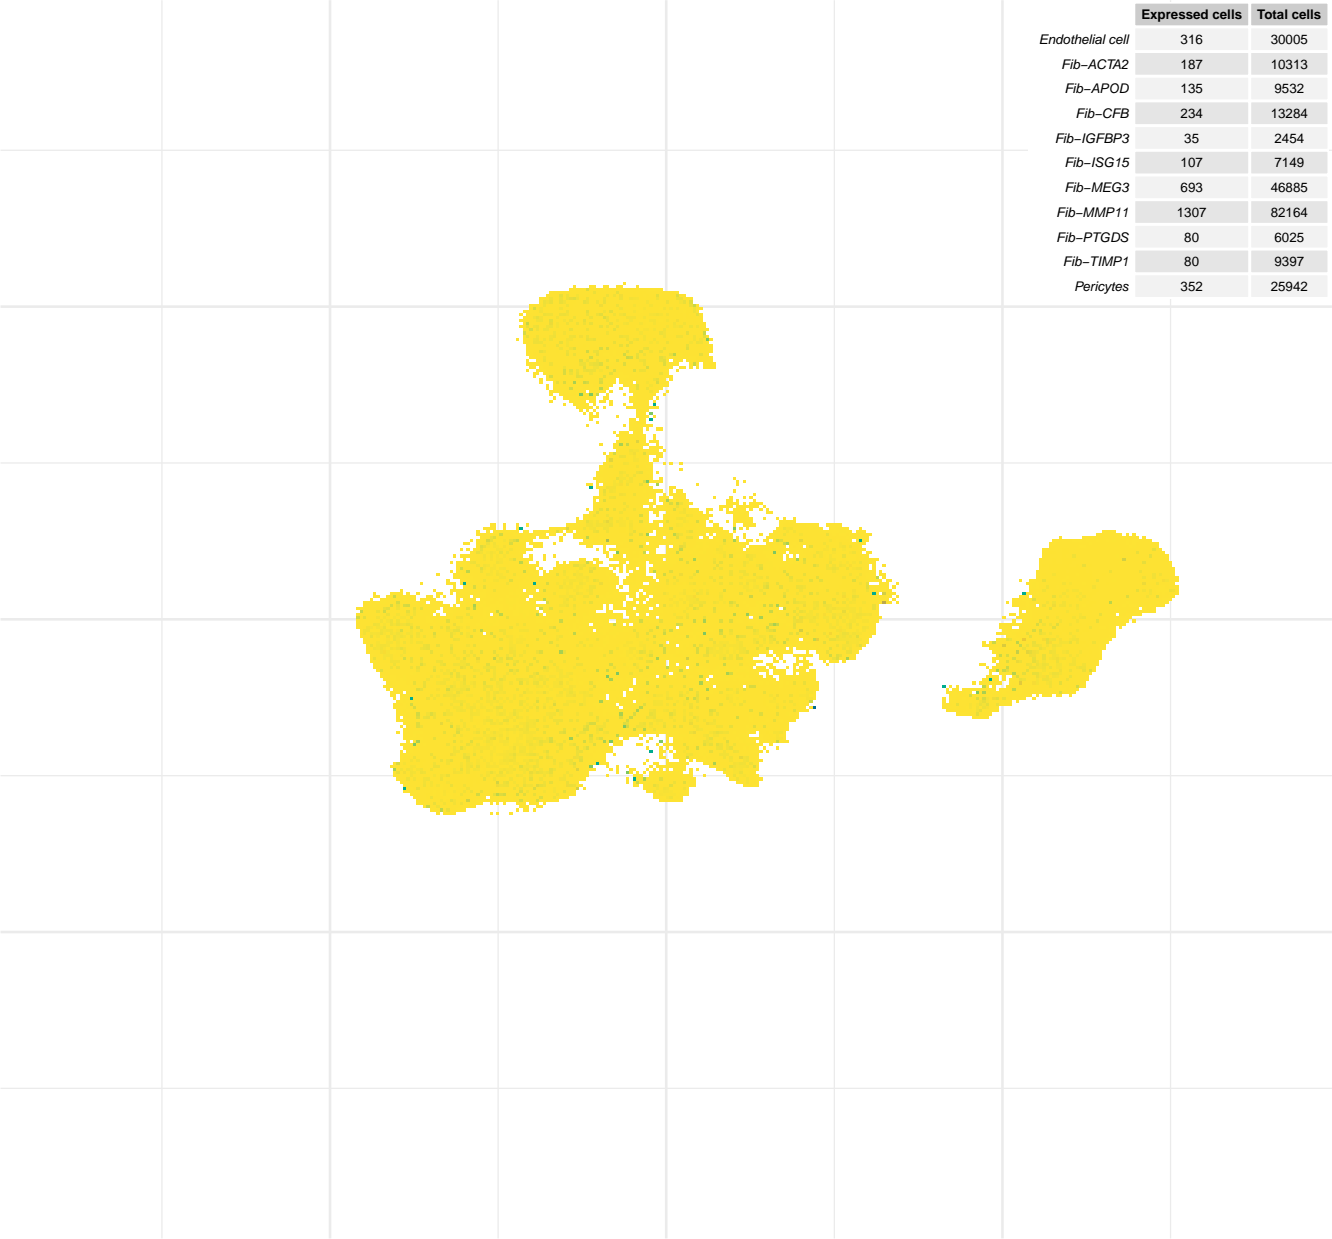 Expressed cells Total cells
Endothelial cell 316 30005
Fib−ACTA2 187 10313
Fib−APOD 135 9532
Fib−CFB 234 13284
Fib−IGFBP3 35 2454
Fib−ISG15 107 7149
Fib−MEG3 693 46885
Fib−MMP11 1307 82164
Fib−PTGDS 80 6025
Fib−TIMP1 80 9397
Pericytes 352 25942